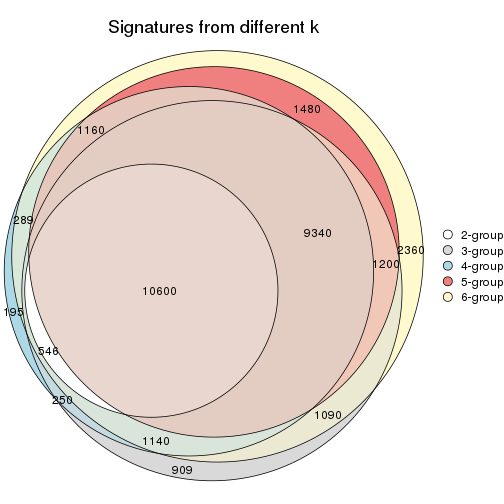 Signatures from different k
1480
1160
289
9340
2360
1200
10600
195
546
250
1090
1140
909
2-group
3-group
4-group
5-group
6-group